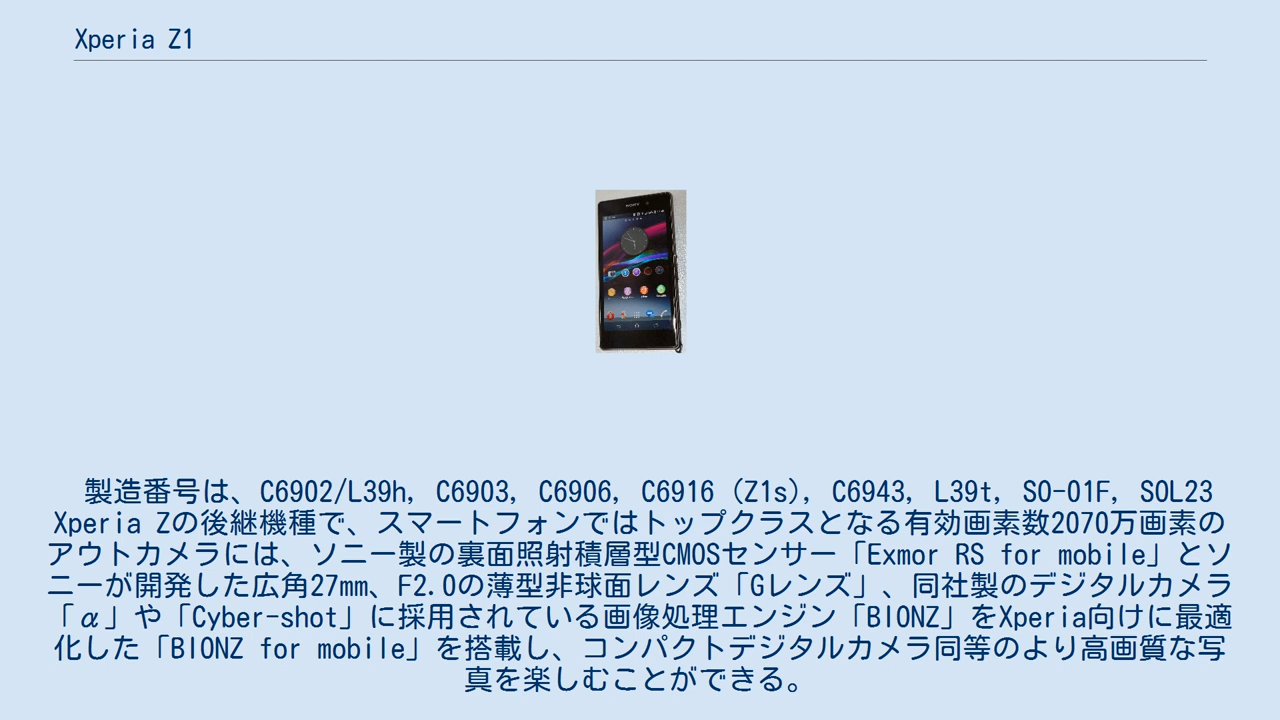 Xperia Z1
SONY
製造番号は、C6902/L39h, C6903, C6906, C6916 (Z1s), C6943, L39t, SO-01F, SOL23
Xperia Zの後継機種で、スマートフォンではトップクラスとなる有効画素数2070万画素の
アウトカメラには、ソニー製の裏面照射積層型CMOSセンサー「Exmor RS for mobile」とソ
ニーが開発した広角27mm、F2.0の薄型非球面レンズ「Gレンズ」、同社製のデジタルカメラ
「α」や「Cyber-shot」に採用されている画像処理エンジン「BIONZ」をXperia向けに最適
化した「BIONZ for mobile」を搭載し、コンパクトデジタルカメラ同等のより高画質な写
真を楽しむことができる。